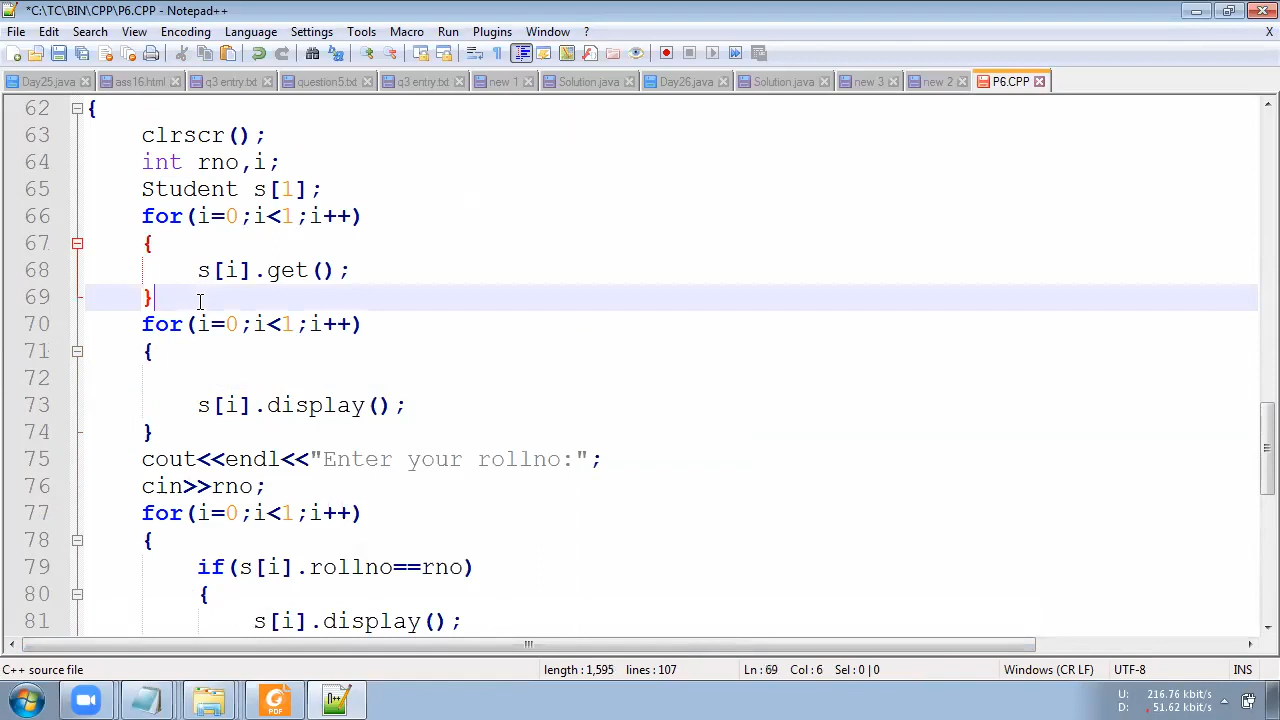 *C:\TC\BIN\CPP\P6.CPP - Notepad++
File Edit Search View Encoding Language Settings Tools Macro Run Plugins Window ? X
Day25.java ass16.html q3 entry.txt question5.txt q3 entry.txt new 1 Solution.java Day26.java Solution.java new 3 new 2 P6.CPP
62 {
63 clrscr();
64 int rno,i;
65 Student s[1];
66 for(i=0;i<1;i++)
67 {
68 s[i].get();
69 }
70 for(i=0;i<1;i++)
71 {
72
73 s[i].display();
74 }
75 cout<<endl<<"Enter your rollno:";
76 cin>>rno;
77 for(i=0;i<1;i++)
78 {
79 if(s[i].rollno==rno)
80 {
81 s[i].display();
C++ source file length : 1,595 lines : 107 Ln : 69 Col : 6 Sel : 0 | 0 Windows (CR LF) UTF-8 INS
U: 216.76 kbit/s
D: 51.62 kbit/s
PDF